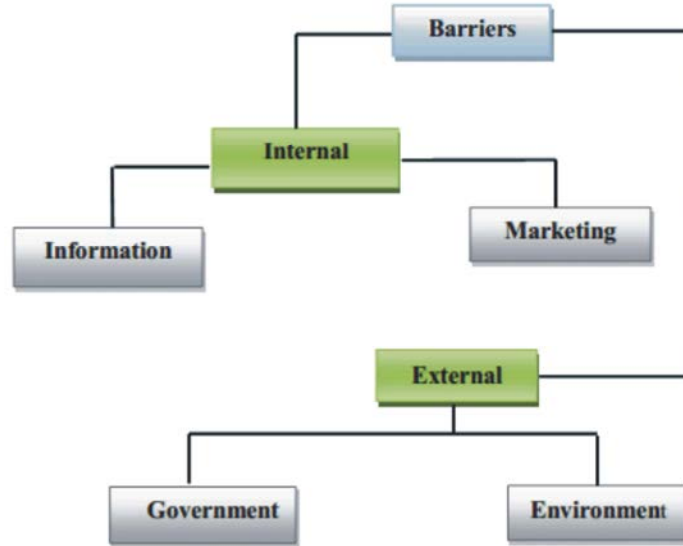 Barriers
Internal
Information
Marketing
External
Government
Environment